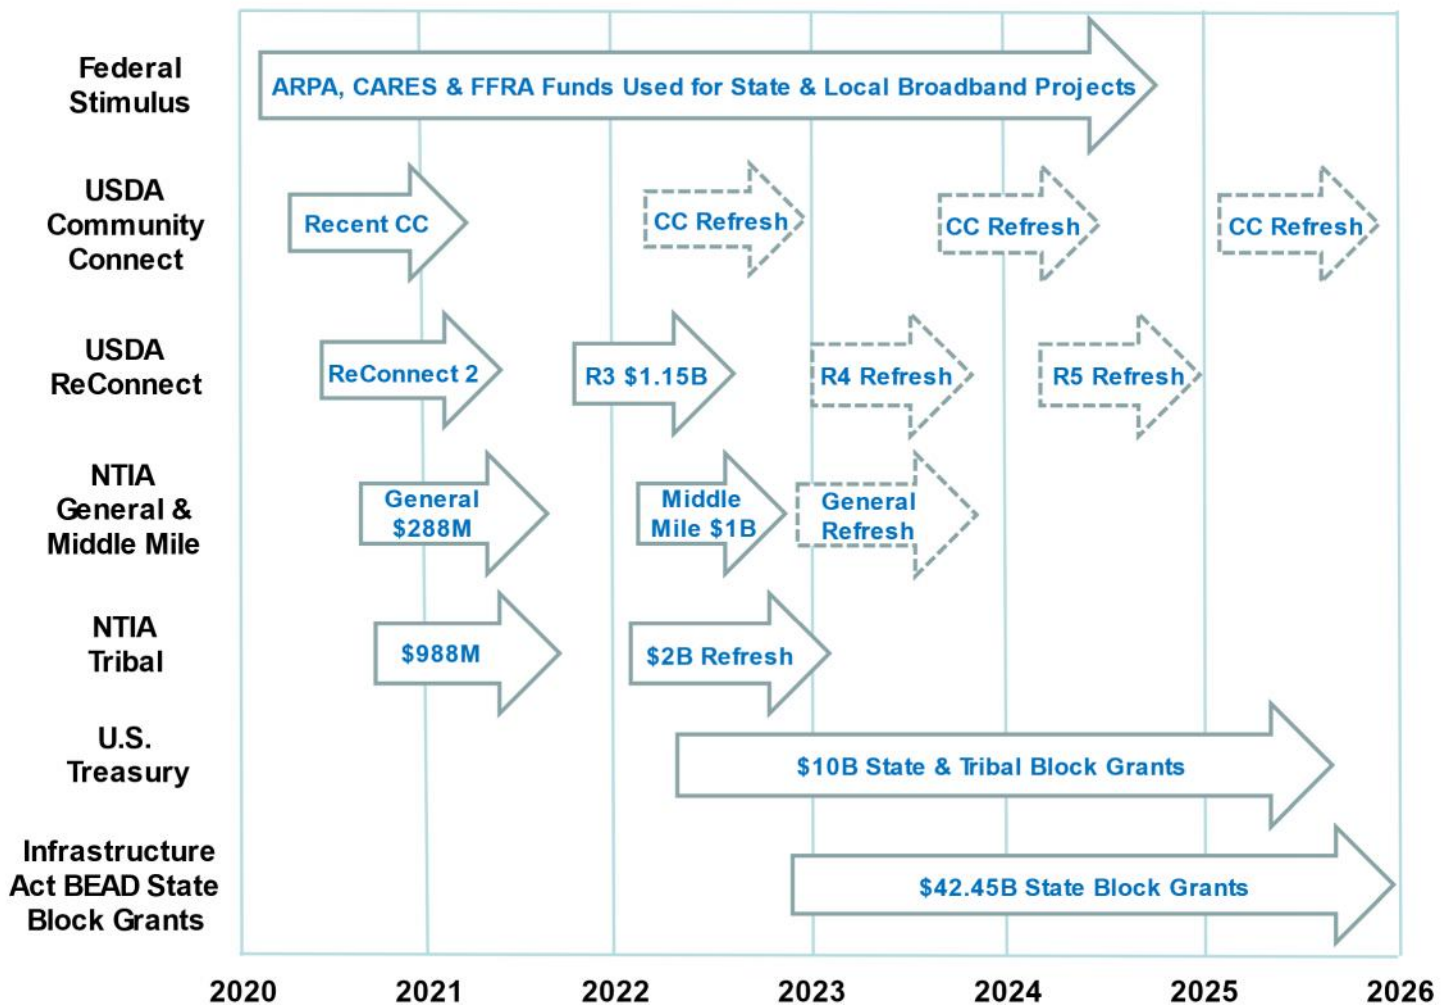 Federal
Stimulus
ARPA, CARES & FFRA Funds Used for State & Local Broadband Projects
USDA
Community
Connect
Recent CC
CC Refresh
CC Refresh
CC Refresh
USDA
ReConnect
ReConnect 2
R3 $1.15B
R4 Refresh
R5 Refresh
NTIA
General &
Middle Mile
General
$288M
Middle
Mile $1B
General
Refresh
NTIA
Tribal
$988M
$2B Refresh
U.S.
Treasury
$10B State & Tribal Block Grants
Infrastructure
Act BEAD State
Block Grants
$42.45B State Block Grants
2020 2021 2022 2023 2024 2025 2026